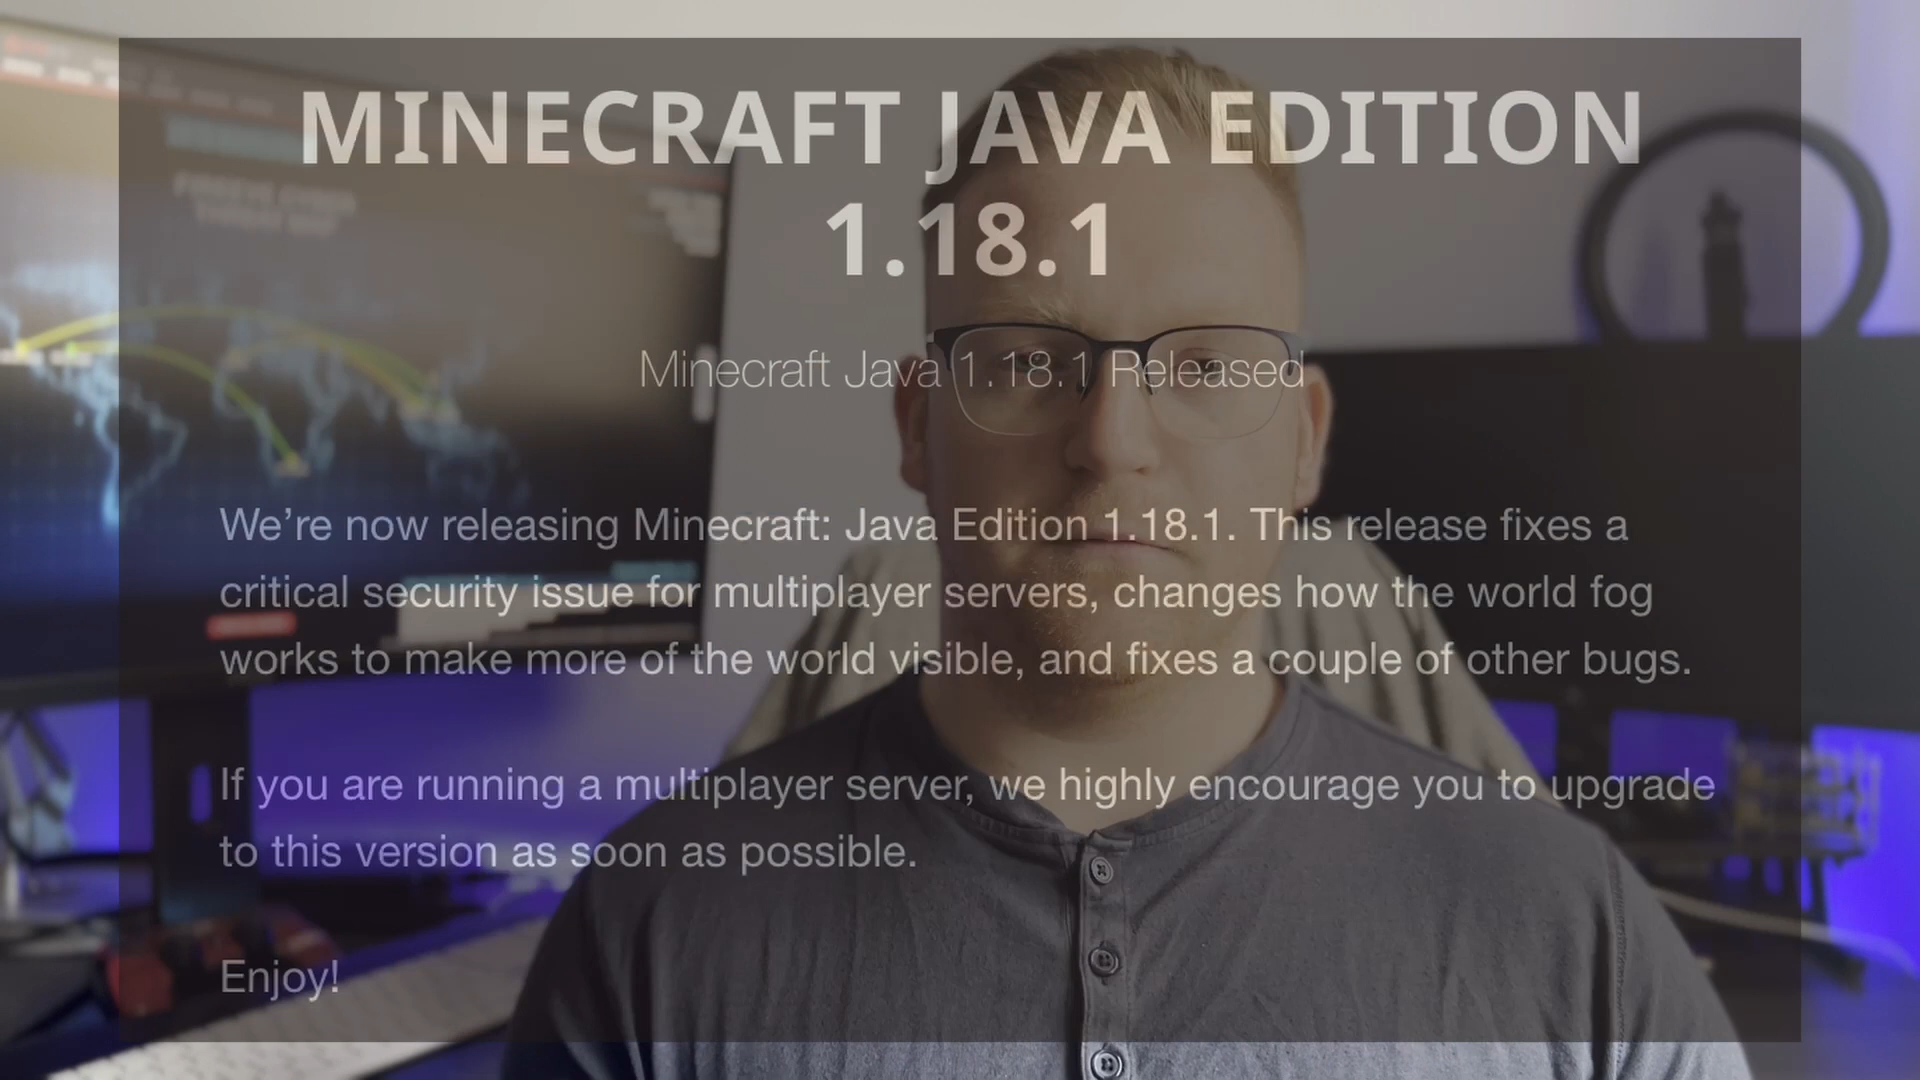 MINECRAFT JAVA EDITION
1.18.1
Minecraft Java 1.18.1 Released
We’re now releasing Minecraft: Java Edition 1.18.1. This release fixes a
critical security issue for multiplayer servers, changes how the world fog
works to make more of the world visible, and fixes a couple of other bugs.
If you are running a multiplayer server, we highly encourage you to upgrade
to this version as soon as possible.
Enjoy!